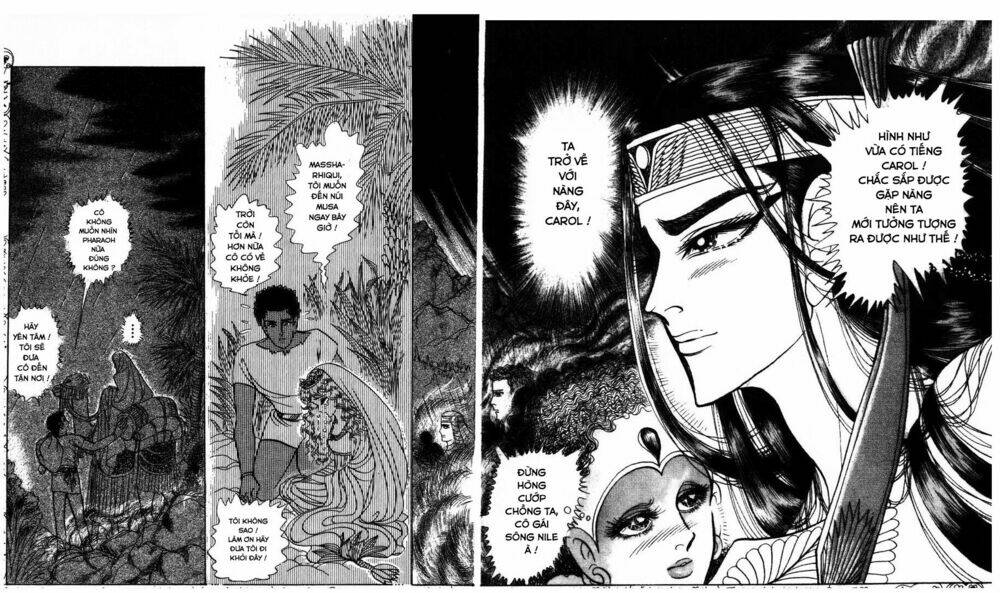 HÌNH NHƯ
VỪA CÓ TIẾNG
CAROL !
CHẮC SẮP ĐƯỢC
GẶP NÀNG
NÊN TA
MỚI TƯỞNG TƯỢNG
RA ĐƯỢC NHƯ THẾ !
TA
TRỞ VỀ
VỚI
NÀNG
ĐÂY,
CAROL !
ĐỪNG
HÒNG
CƯỚP
CHỒNG TA,
CÔ GÁI
SÔNG NILE
Ạ !
MASSHA-
RHIQUI,
TÔI MUỐN
ĐẾN NÚI
MUSA
NGAY BÂY
GIỜ !
TRỜI
CÒN
TỐI MÀ !
HƠN NỮA
CÔ CÓ VẺ
KHÔNG
KHỎE !
TÔI KHÔNG
SAO !
LÀM ƠN HÃY
ĐƯA TÔI ĐI
KHỎI ĐÂY !
CÔ
KHÔNG
MUỐN NHÌN
PHARAOH
NỮA
ĐÚNG
KHÔNG ?
....
HÃY
YÊN TÂM !
TÔI SẼ
ĐƯA
CÔ ĐẾN
TẬN NƠI !